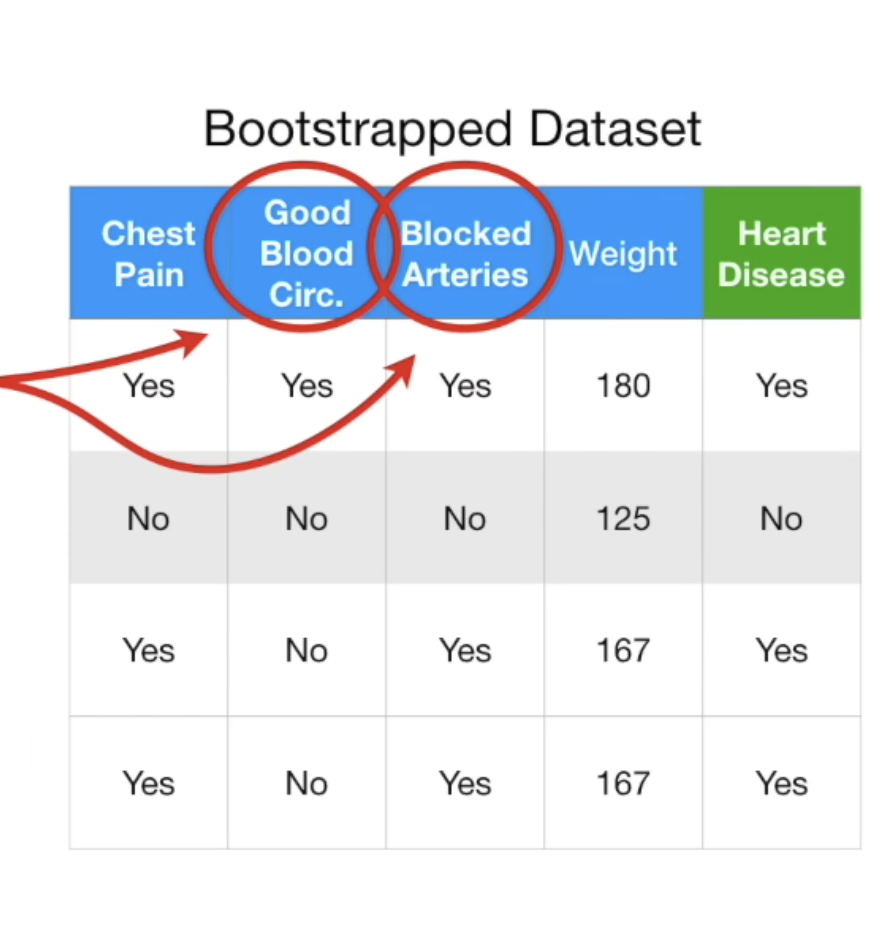 Bootstrapped Dataset
Chest Pain Good Blood Circ. Blocked Arteries Weight Heart Disease
Yes Yes Yes 180 Yes
No No No 125 No
Yes No Yes 167 Yes
Yes No Yes 167 Yes